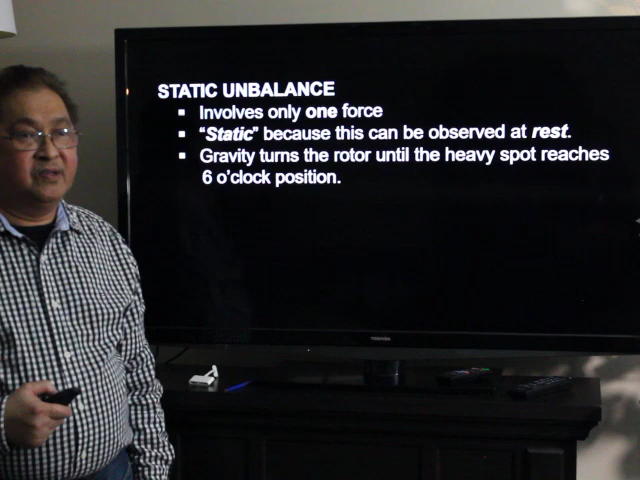 STATIC UNBALANCE
▪ Involves only one force
▪ "Static" because this can be observed at rest.
▪ Gravity turns the rotor until the heavy spot reaches
6 o'clock position.
TOSHIBA